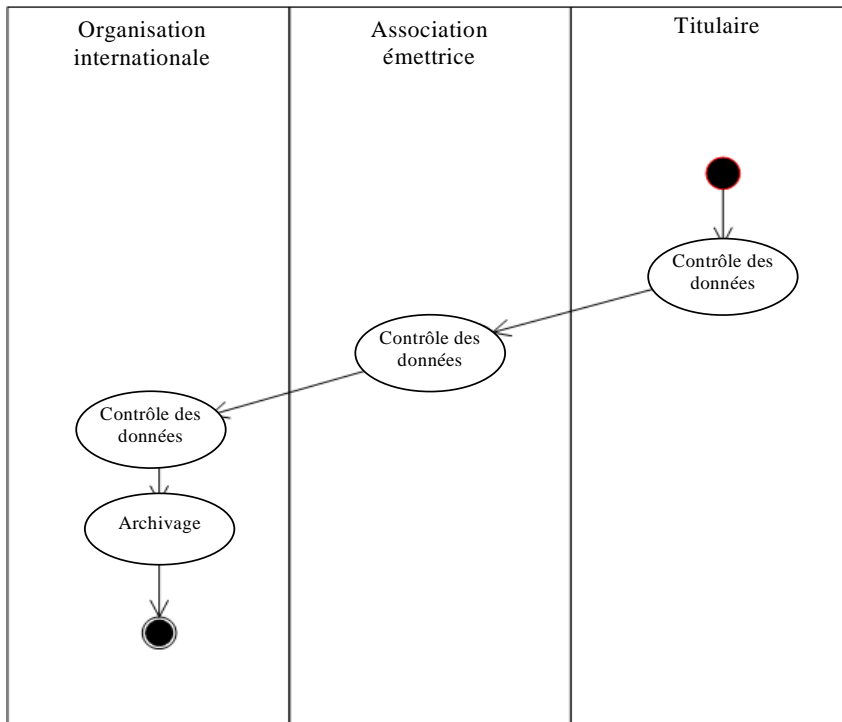 Organisation
internationale
Association
émettrice
Titulaire
Contrôle des
données
Contrôle des
données
Contrôle des
données
Archivage